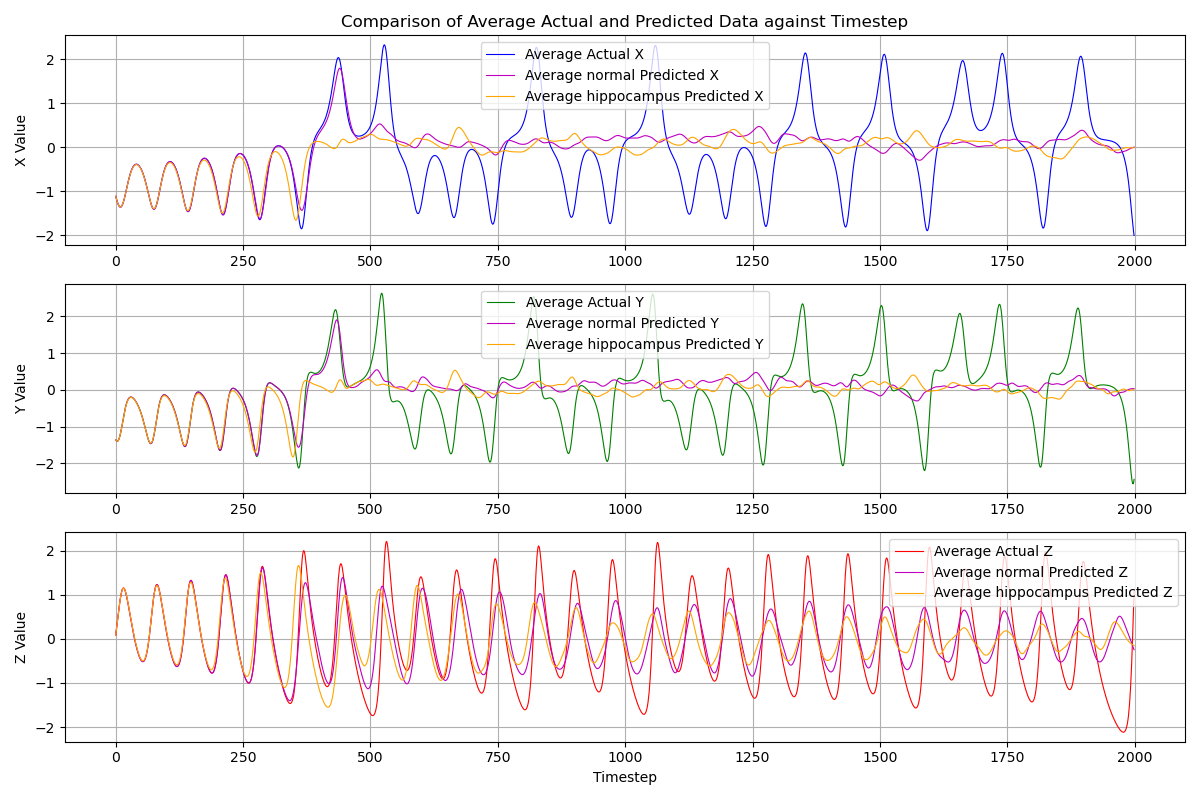 Comparison of Average Actual and Predicted Data against Timestep
X Value
2
1
0
−1
−2
Average Actual X
Average normal Predicted X
Average hippocampus Predicted X
0 250 500 750 1000 1250 1500 1750 2000
Y Value
2
1
0
−1
−2
Average Actual Y
Average normal Predicted Y
Average hippocampus Predicted Y
0 250 500 750 1000 1250 1500 1750 2000
Z Value
2
1
0
−1
−2
Average Actual Z
Average normal Predicted Z
Average hippocampus Predicted Z
0 250 500 750 1000 1250 1500 1750 2000
Timestep